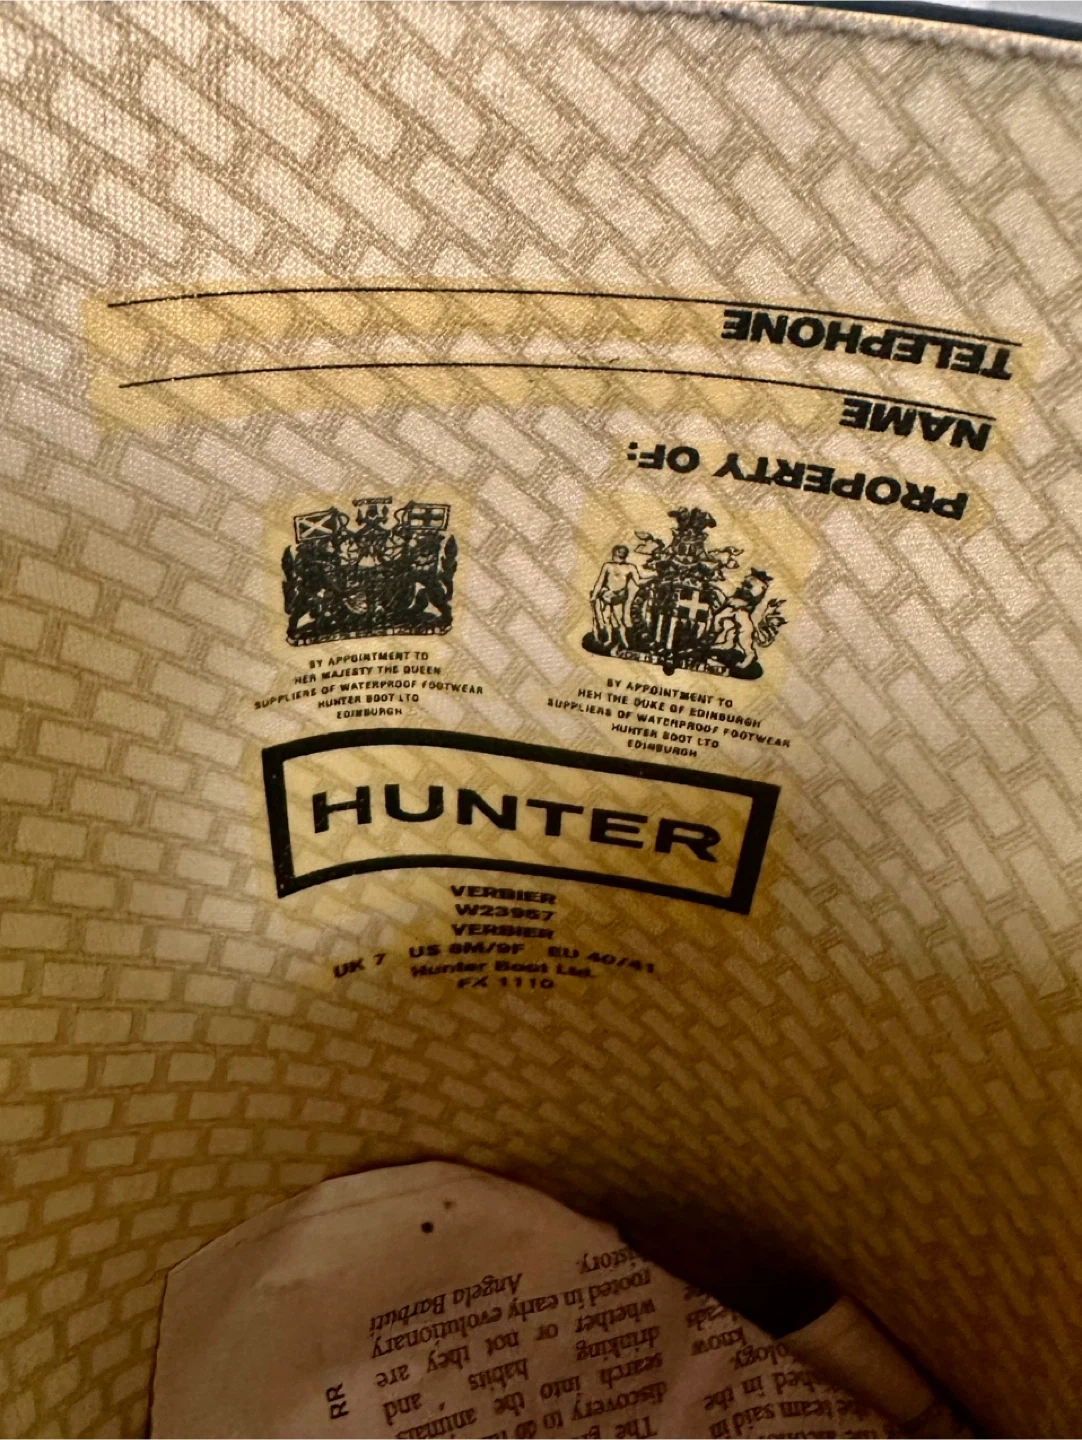 TELEPHONE
NAME
PROPERTY OF:
BY APPOINTMENT TO
HER MAJESTY THE QUEEN
SUPPLIERS OF WATERPROOF FOOTWEAR
HUNTER BOOT LTD
EDINBURGH
BY APPOINTMENT TO
HRH THE DUKE OF EDINBURGH
SUPPLIERS OF WATERPROOF FOOTWEAR
HUNTER BOOT LTD
EDINBURGH
HUNTER
VERBIER
W23957
VERBIER
UK 7 US 8M/9F EU 40/41
Hunter Boot Ltd.
FX 1110
discovery to
search into the
drinking habits and
whether or not they are
rooted in early evolutionary
history.
Angela Barbuti
RR